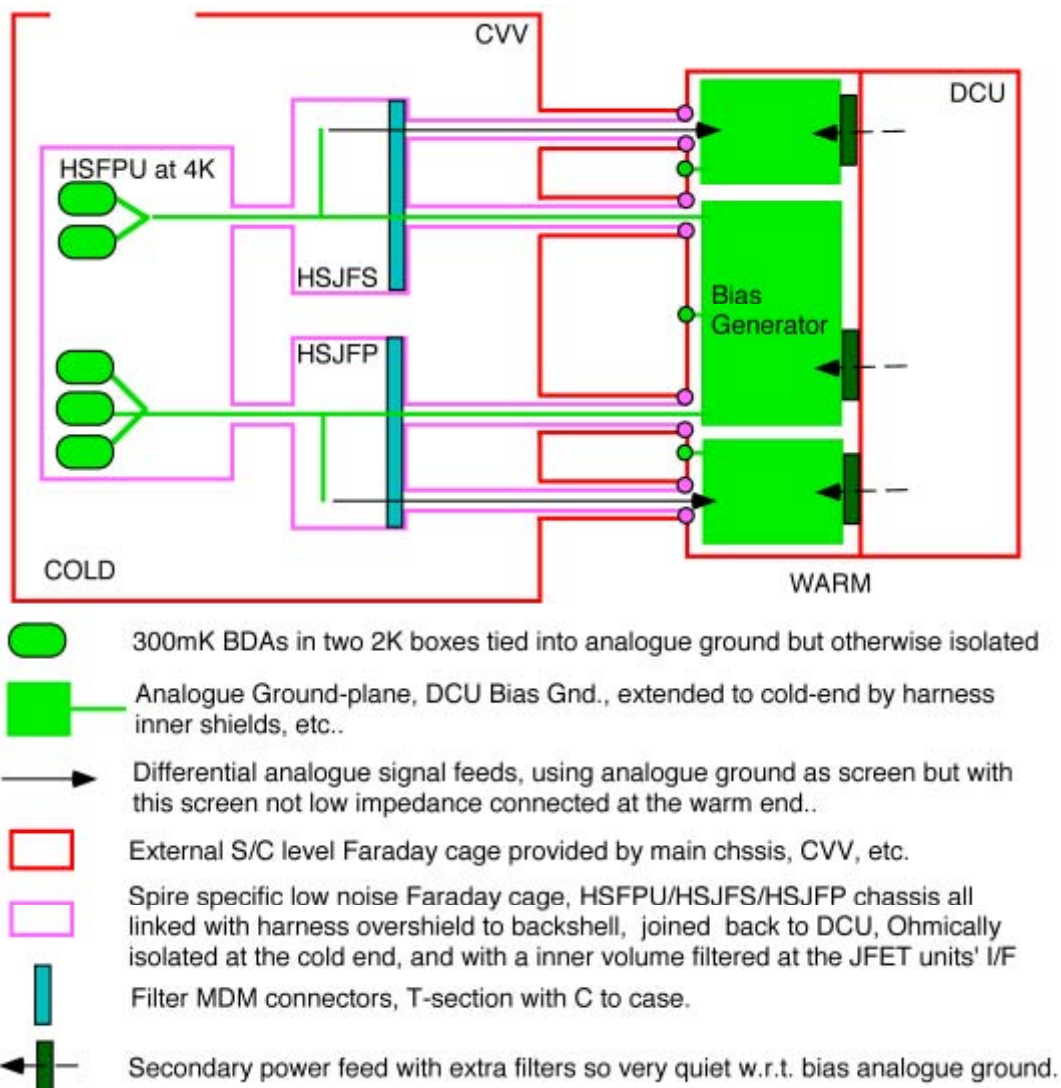 CVV
DCU
HSFPU at 4K
HSJFS
Bias
Generator
HSJFP
COLD
WARM
300mK BDAs in two 2K boxes tied into analogue ground but otherwise isolated
Analogue Ground-plane, DCU Bias Gnd., extended to cold-end by harness
inner shields, etc..
Differential analogue signal feeds, using analogue ground as screen but with
this screen not low impedance connected at the warm end..
External S/C level Faraday cage provided by main chssis, CVV, etc.
Spire specific low noise Faraday cage, HSFPU/HSJFS/HSJFP chassis all
linked with harness overshield to backshell, joined back to DCU, Ohmically
isolated at the cold end, and with a inner volume filtered at the JFET units' I/F
Filter MDM connectors, T-section with C to case.
Secondary power feed with extra filters so very quiet w.r.t. bias analogue ground.